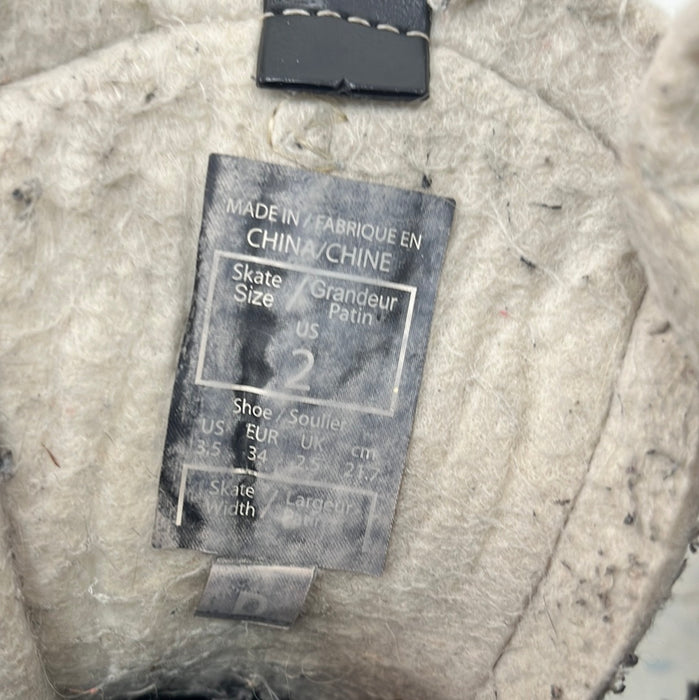 MADE IN / FABRIQUE EN
CHINA/CHINE
Skate / Grandeur
Size Patin
US
2
Shoe / Soulier
US EUR UK cm
3.5 34 2.5 21.7
Skate / Largeur
Width Patin